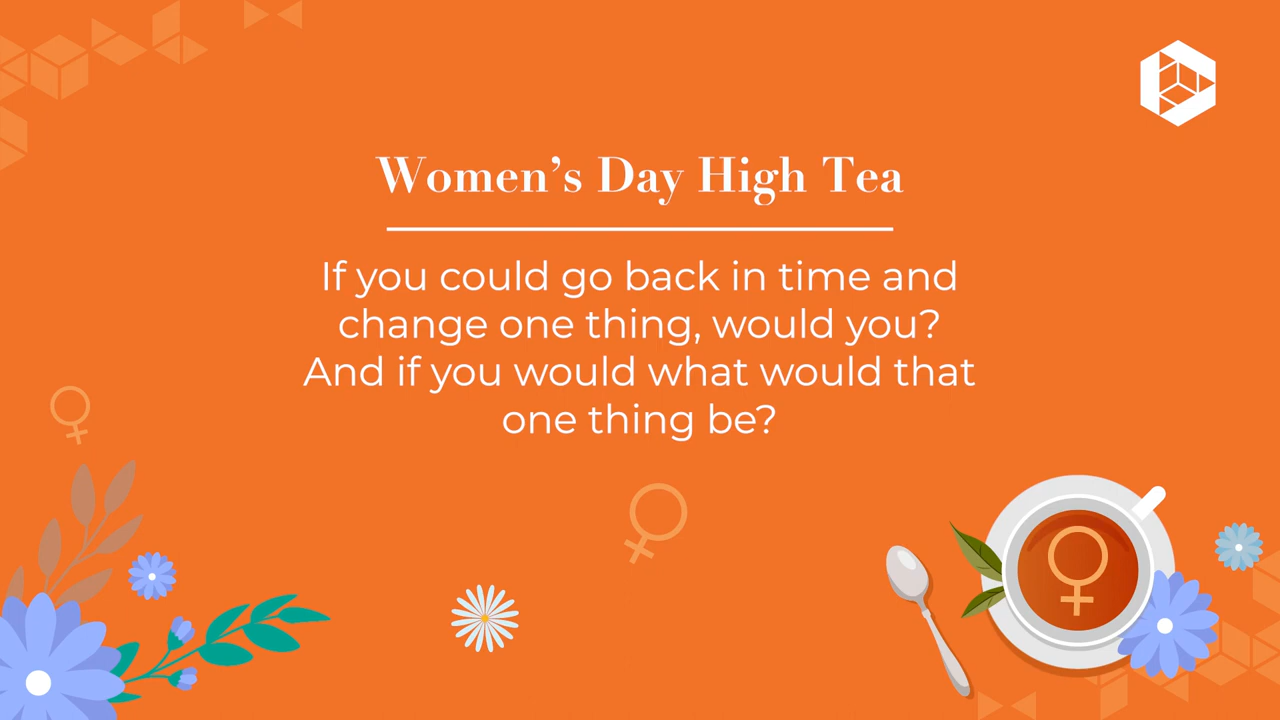 Women’s Day High Tea
If you could go back in time and
change one thing, would you?
And if you would what would that
one thing be?